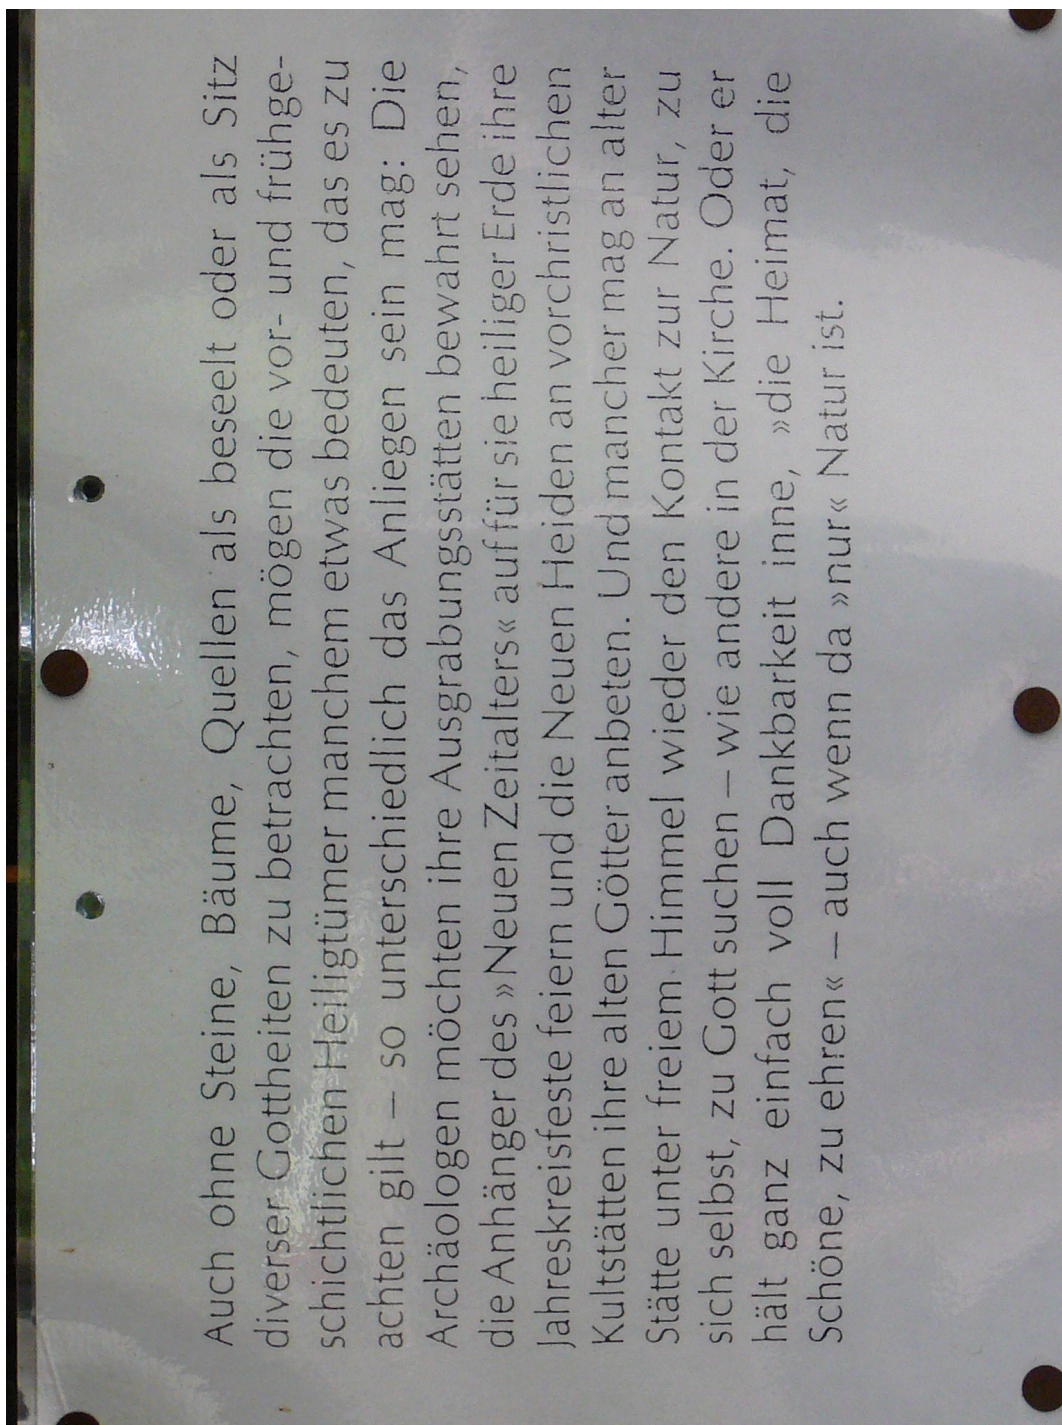 Auch ohne Steine, Bäume, Quellen als beseelt oder als Sitz
diverser Gottheiten zu betrachten, mögen die vor- und frühge-
schichtlichen Heiligtümer manchem etwas bedeuten, das es zu
achten gilt – so unterschiedlich das Anliegen sein mag: Die
Archäologen möchten ihre Ausgrabungsstätten bewahrt sehen,
die Anhänger des »Neuen Zeitalters« auf für sie heiliger Erde ihre
Jahreskreisfeste feiern und die Neuen Heiden an vorchristlichen
Kultstätten ihre alten Götter anbeten. Und mancher mag an alter
Stätte unter freiem Himmel wieder den Kontakt zur Natur, zu
sich selbst, zu Gott suchen – wie andere in der Kirche. Oder er
hält ganz einfach voll Dankbarkeit inne, »die Heimat, die
Schöne, zu ehren« – auch wenn da »nur« Natur ist.